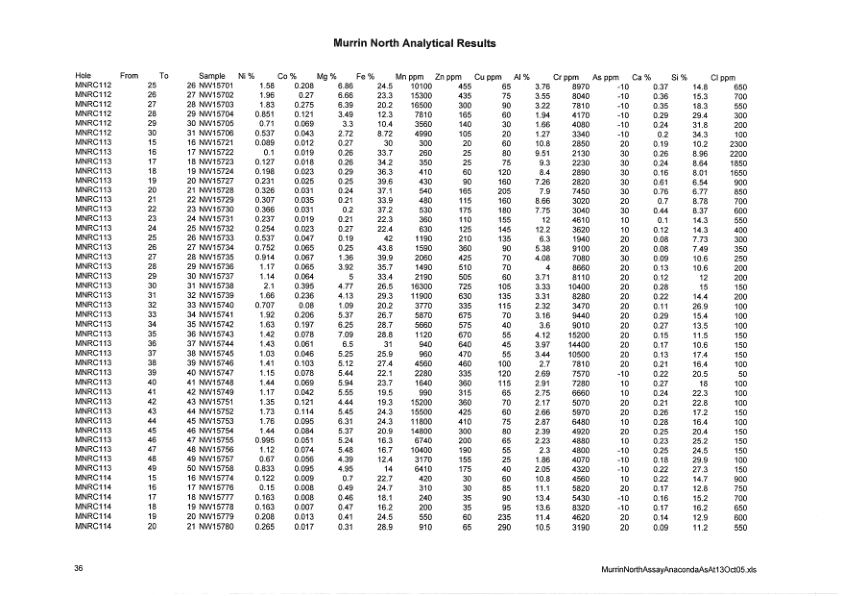 Murrin North Analytical Results
Hole From To Sample Ni % Co % Mg % Fe % Mn ppm Zn ppm Cu ppm Al % Cr ppm As ppm Ca % Si % Cl ppm
MNRC112 25 26 NW15701 1.58 0.208 6.86 24.5 10100 455 65 3.76 8970 -10 0.37 14.8 650
MNRC112 26 27 NW15702 1.96 0.27 6.66 23.3 15300 435 75 3.55 8040 -10 0.36 15.3 700
MNRC112 27 28 NW15703 1.83 0.275 6.39 20.2 16500 300 90 3.22 7810 -10 0.35 18.3 550
MNRC112 28 29 NW15704 0.851 0.121 3.49 12.3 7810 165 60 1.94 4170 -10 0.29 29.4 300
MNRC112 29 30 NW15705 0.71 0.069 3.3 10.4 3560 140 30 1.66 4080 -10 0.24 31.8 200
MNRC112 30 31 NW15706 0.537 0.043 2.72 8.72 4990 105 20 1.27 3340 -10 0.2 34.3 100
MNRC113 15 16 NW15721 0.089 0.012 0.27 30 300 20 60 10.8 2850 20 0.19 10.2 2300
MNRC113 16 17 NW15722 0.1 0.019 0.26 33.7 260 25 80 9.51 2130 30 0.26 8.96 2200
MNRC113 17 18 NW15723 0.127 0.018 0.26 34.2 350 25 75 9.3 2230 30 0.24 8.64 1850
MNRC113 18 19 NW15724 0.198 0.023 0.29 36.3 410 60 120 8.4 2890 30 0.16 8.01 1650
MNRC113 19 20 NW15727 0.231 0.025 0.25 39.6 430 90 160 7.26 2820 30 0.61 6.54 900
MNRC113 20 21 NW15728 0.326 0.031 0.24 37.1 540 165 205 7.9 7450 30 0.76 6.77 850
MNRC113 21 22 NW15729 0.307 0.035 0.21 33.9 480 115 160 8.66 3020 20 0.7 8.78 700
MNRC113 22 23 NW15730 0.366 0.031 0.2 37.2 530 175 180 7.75 3040 30 0.44 8.37 600
MNRC113 23 24 NW15731 0.237 0.019 0.21 22.3 360 110 155 12 4610 10 0.1 14.3 550
MNRC113 24 25 NW15732 0.254 0.023 0.27 22.4 630 125 145 12.2 3620 10 0.12 14.3 400
MNRC113 25 26 NW15733 0.537 0.047 0.19 42 1190 210 135 6.3 1940 20 0.08 7.73 300
MNRC113 26 27 NW15734 0.752 0.065 0.25 43.8 1590 360 90 5.38 9100 20 0.08 7.49 350
MNRC113 27 28 NW15735 0.914 0.067 1.36 39.9 2060 425 70 4.08 7080 30 0.09 10.6 250
MNRC113 28 29 NW15736 1.17 0.065 3.92 35.7 1490 510 70 4 8660 20 0.13 10.6 200
MNRC113 29 30 NW15737 1.14 0.064 5 33.4 2190 505 60 3.71 8110 20 0.12 12 200
MNRC113 30 31 NW15738 2.1 0.395 4.77 26.5 16300 725 105 3.33 10400 20 0.28 15 150
MNRC113 31 32 NW15739 1.66 0.236 4.13 29.3 11900 630 135 3.31 8280 20 0.22 14.4 200
MNRC113 32 33 NW15740 0.707 0.08 1.09 20.2 3770 335 115 2.32 3470 20 0.11 26.9 100
MNRC113 33 34 NW15741 1.92 0.206 5.37 26.7 5870 675 70 3.16 9440 20 0.29 15.4 100
MNRC113 34 35 NW15742 1.63 0.197 6.25 28.7 5660 575 40 3.6 9010 20 0.27 13.5 100
MNRC113 35 36 NW15743 1.42 0.078 7.09 28.8 1120 670 55 4.12 15200 20 0.15 11.5 150
MNRC113 36 37 NW15744 1.43 0.061 6.5 31 940 640 45 3.97 14400 20 0.17 10.6 150
MNRC113 37 38 NW15745 1.03 0.046 5.25 25.9 960 470 55 3.44 10500 20 0.13 17.4 150
MNRC113 38 39 NW15746 1.41 0.103 5.12 27.4 4560 460 100 2.7 7810 20 0.21 16.4 100
MNRC113 39 40 NW15747 1.15 0.078 5.44 22.1 2280 335 120 2.69 7570 -10 0.22 20.5 50
MNRC113 40 41 NW15748 1.44 0.069 5.94 23.7 1640 360 115 2.91 7280 10 0.27 18 100
MNRC113 41 42 NW15749 1.17 0.042 5.55 19.5 990 315 65 2.75 6660 10 0.24 22.3 100
MNRC113 42 43 NW15751 1.35 0.121 4.44 19.3 15200 360 70 2.17 5070 20 0.21 22.8 100
MNRC113 43 44 NW15752 1.73 0.114 5.45 24.3 15500 425 60 2.66 5970 20 0.26 17.2 150
MNRC113 44 45 NW15753 1.76 0.095 6.31 24.3 11800 410 75 2.87 6480 10 0.28 16.4 100
MNRC113 45 46 NW15754 1.44 0.084 5.37 20.9 14800 300 80 2.39 4920 20 0.25 20.4 150
MNRC113 46 47 NW15755 0.995 0.051 5.24 16.3 6740 200 65 2.23 4880 10 0.23 25.2 150
MNRC113 47 48 NW15756 1.12 0.074 5.48 16.7 10400 190 55 2.3 4800 -10 0.25 24.5 150
MNRC113 48 49 NW15757 0.67 0.056 4.39 12.4 3170 155 25 1.86 4070 -10 0.18 29.9 100
MNRC113 49 50 NW15758 0.833 0.095 4.95 14 6410 175 40 2.05 4320 -10 0.22 27.3 150
MNRC114 15 16 NW15774 0.122 0.009 0.7 22.7 420 30 60 10.8 4560 10 0.22 14.7 900
MNRC114 16 17 NW15776 0.15 0.008 0.49 24.7 310 30 85 11.1 5820 20 0.17 12.8 750
MNRC114 17 18 NW15777 0.163 0.008 0.46 18.1 240 35 90 13.4 5430 -10 0.16 15.2 700
MNRC114 18 19 NW15778 0.163 0.007 0.47 16.2 200 35 95 13.6 8320 -10 0.17 16.2 650
MNRC114 19 20 NW15779 0.208 0.013 0.41 24.5 550 60 235 11.4 4620 20 0.14 12.9 600
MNRC114 20 21 NW15780 0.265 0.017 0.31 28.9 910 65 290 10.5 3190 20 0.09 11.2 550
36 MurrinNorthAssayAnacondaAsAt13Oct05.xls